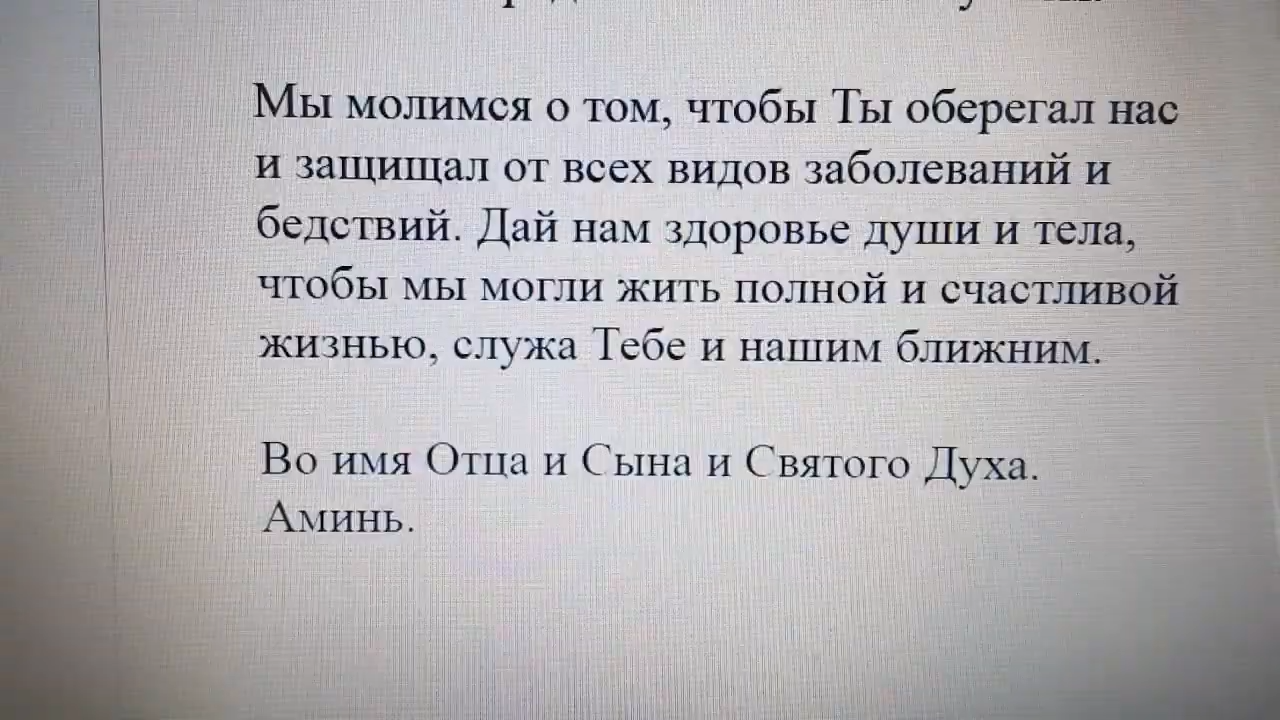 Мы молимся о том, чтобы Ты оберегал нас
и защищал от всех видов заболеваний и
бедствий. Дай нам здоровье души и тела,
чтобы мы могли жить полной и счастливой
жизнью, служа Тебе и нашим ближним.
Во имя Отца и Сына и Святого Духа.
Аминь.